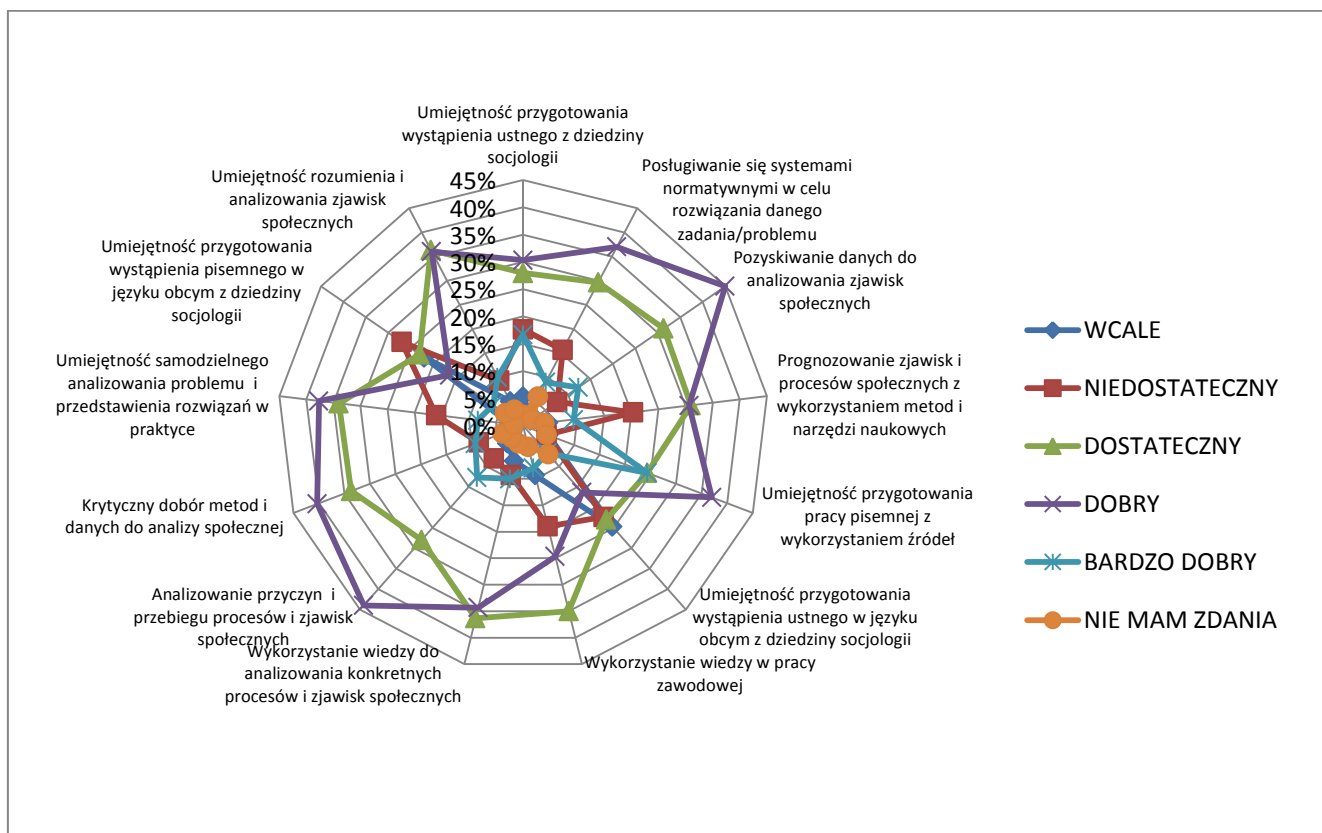 Umiejętność przygotowania
wystąpienia ustnego z dziedziny
socjologii
Posługiwanie się systemami
normatywnymi w celu
rozwiązania danego
zadania/problemu
Pozyskiwanie danych do
analizowania zjawisk
społecznych
Prognozowanie zjawisk i
procesów społecznych z
wykorzystaniem metod i
narzędzi naukowych
Umiejętność przygotowania
pracy pisemnej z
wykorzystaniem źródeł
Umiejętność przygotowania
wystąpienia ustnego w języku
obcym z dziedziny socjologii
Wykorzystanie wiedzy w pracy
zawodowej
Wykorzystanie wiedzy do
analizowania konkretnych
procesów i zjawisk społecznych
Analizowanie przyczyn i
przebiegu procesów i zjawisk
społecznych
Krytyczny dobór metod i
danych do analizy społecznej
Umiejętność samodzielnego
analizowania problemu i
przedstawienia rozwiązań w
praktyce
Umiejętność przygotowania
wystąpienia pisemnego w
języku obcym z dziedziny
socjologii
Umiejętność rozumienia i
analizowania zjawisk
społecznych
45%
40%
35%
30%
25%
20%
15%
10%
5%
0%
WCALE
NIEDOSTATECZNY
DOSTATECZNY
DOBRY
BARDZO DOBRY
NIE MAM ZDANIA